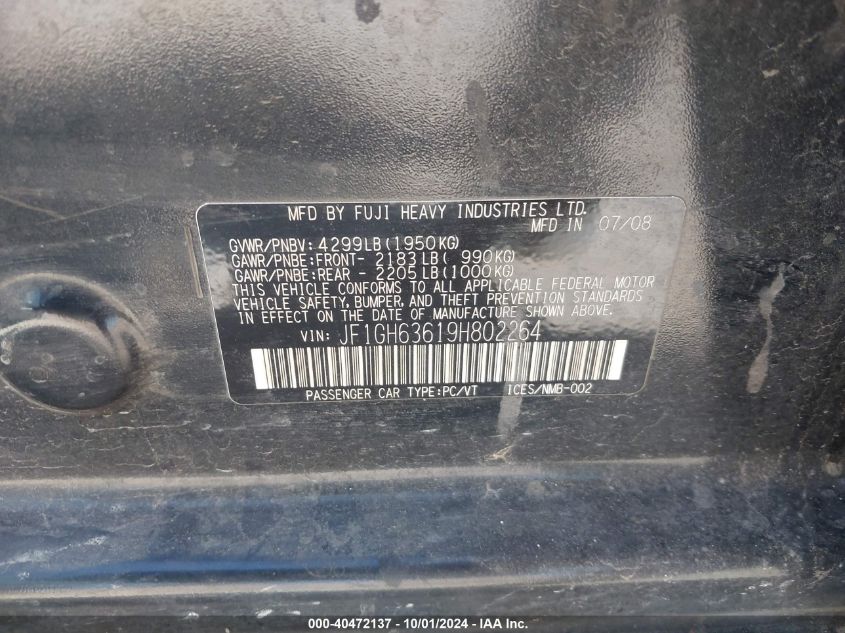 MFD BY FUJI HEAVY INDUSTRIES LTD.
MFD IN 07/08
GVWR/PNBV: 4299LB(1950KG)
GAWR/PNBE:FRONT- 2183LB( 990KG)
GAWR/PNBE:REAR - 2205LB(1000KG)
THIS VEHICLE CONFORMS TO ALL APPLICABLE FEDERAL MOTOR
VEHICLE SAFETY, BUMPER, AND THEFT PREVENTION STANDARDS
IN EFFECT ON THE DATE OF MANUFACTURE SHOWN ABOVE.
VIN: JF1GH63619H802264
PASSENGER CAR TYPE:PC/VT ICES/NMB-002
000-40472137 - 10/01/2024 - IAA Inc.